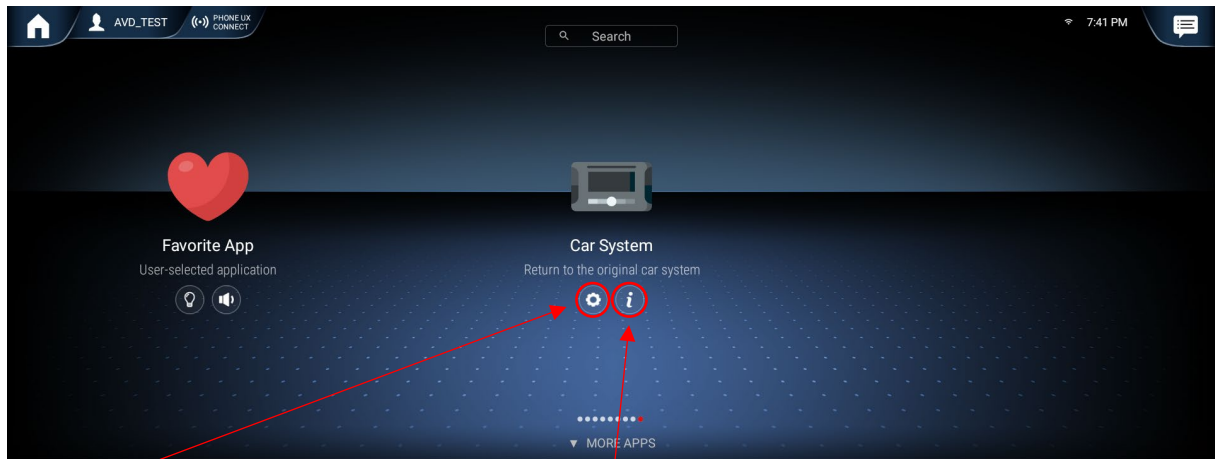 AVD_TEST
PHONE UX
CONNECT
Search
7:41 PM
Favorite App
User-selected application
Car System
Return to the original car system
MORE APPS